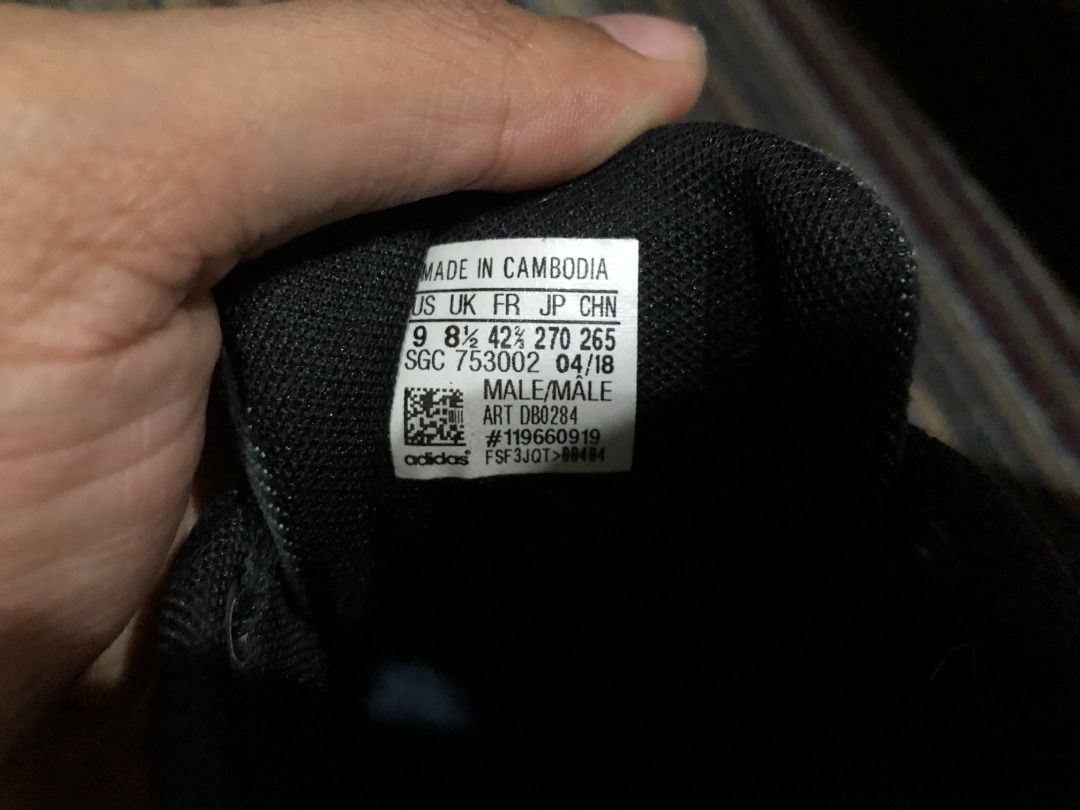 MADE IN CAMBODIA
US UK FR JP CHN
9 8½ 42⅔ 270 265
SGC 753002 04/18
MALE/MÂLE
ART DB0284
#119660919
adidas® FSF3JQT>